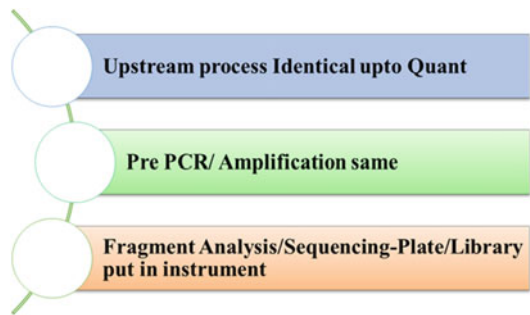 Upstream process Identical upto Quant
Pre PCR/ Amplification same
Fragment Analysis/Sequencing-Plate/Library
put in instrument